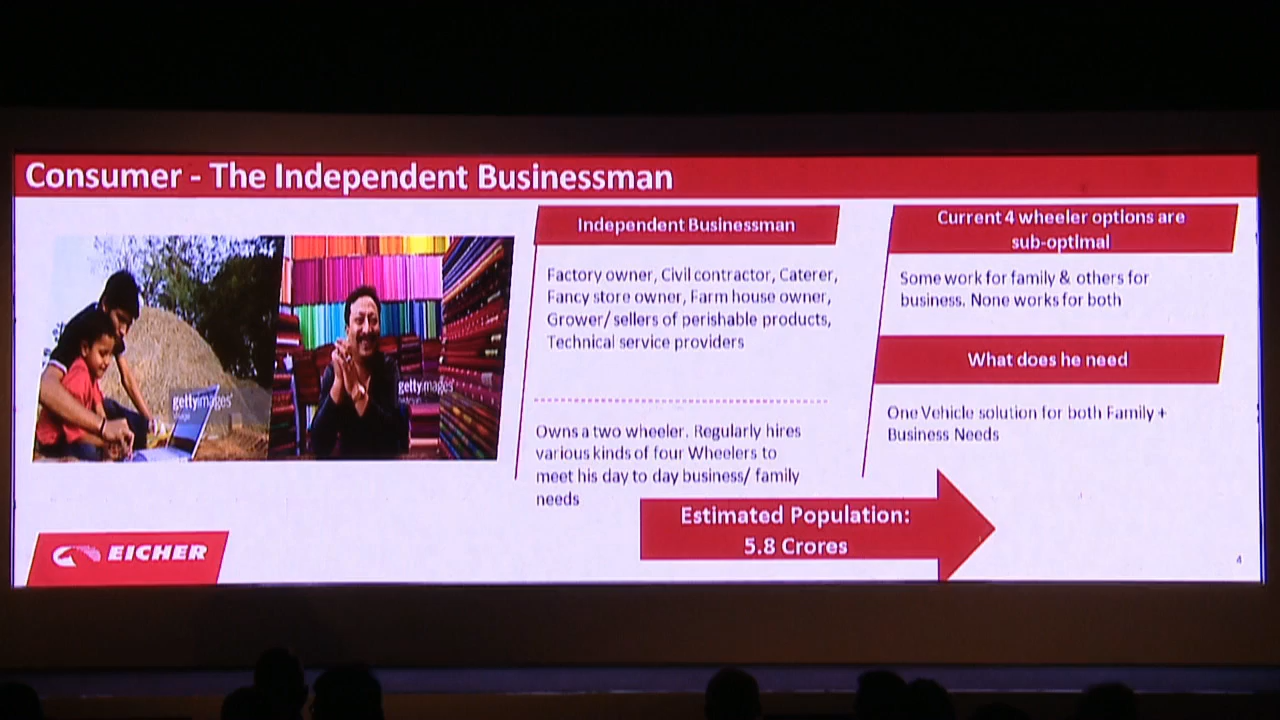 Consumer - The Independent Businessman
gettyimages®
gettyimages®
Independent Businessman
Factory owner, Civil contractor, Caterer,
Fancy store owner, Farm house owner,
Grower/ sellers of perishable products,
Technical service providers
Owns a two wheeler. Regularly hires
various kinds of four Wheelers to
meet his day to day business/ family
needs
Current 4 wheeler options are
sub-optimal
Some work for family & others for
business. None works for both
What does he need
One Vehicle solution for both Family +
Business Needs
Estimated Population:
5.8 Crores
EICHER
4